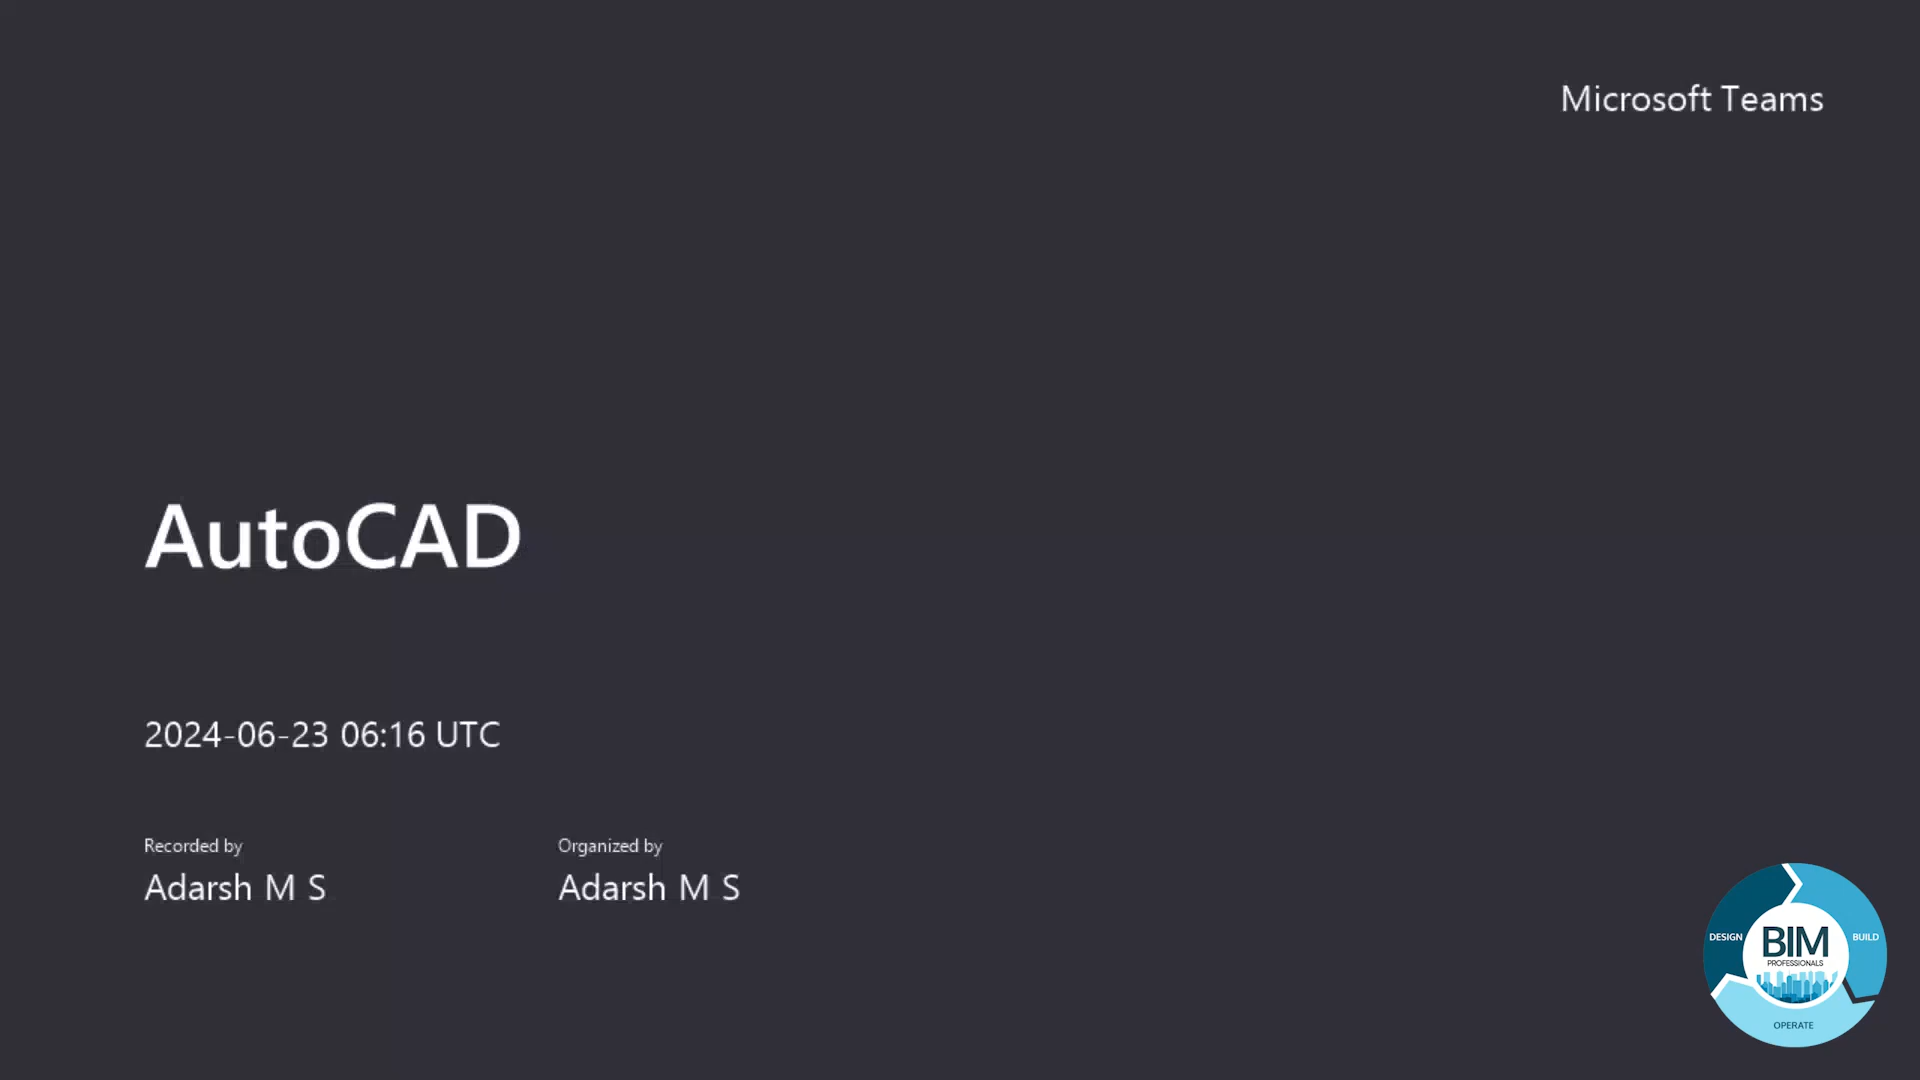 Microsoft Teams
AutoCAD
2024-06-23 06:16 UTC
Recorded by
Adarsh M S
Organized by
Adarsh M S
DESIGN
BIM
PROFESSIONALS
BUILD
OPERATE